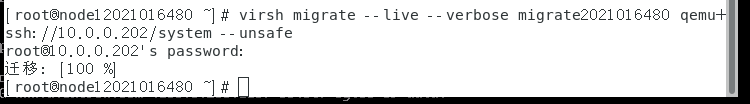 [root@node12021016480 ~]# virsh migrate --live --verbose migrate2021016480 qemu+
ssh://10.0.0.202/system --unsafe
root@10.0.0.202's password:
迁移: [100 %]
[root@node12021016480 ~]#